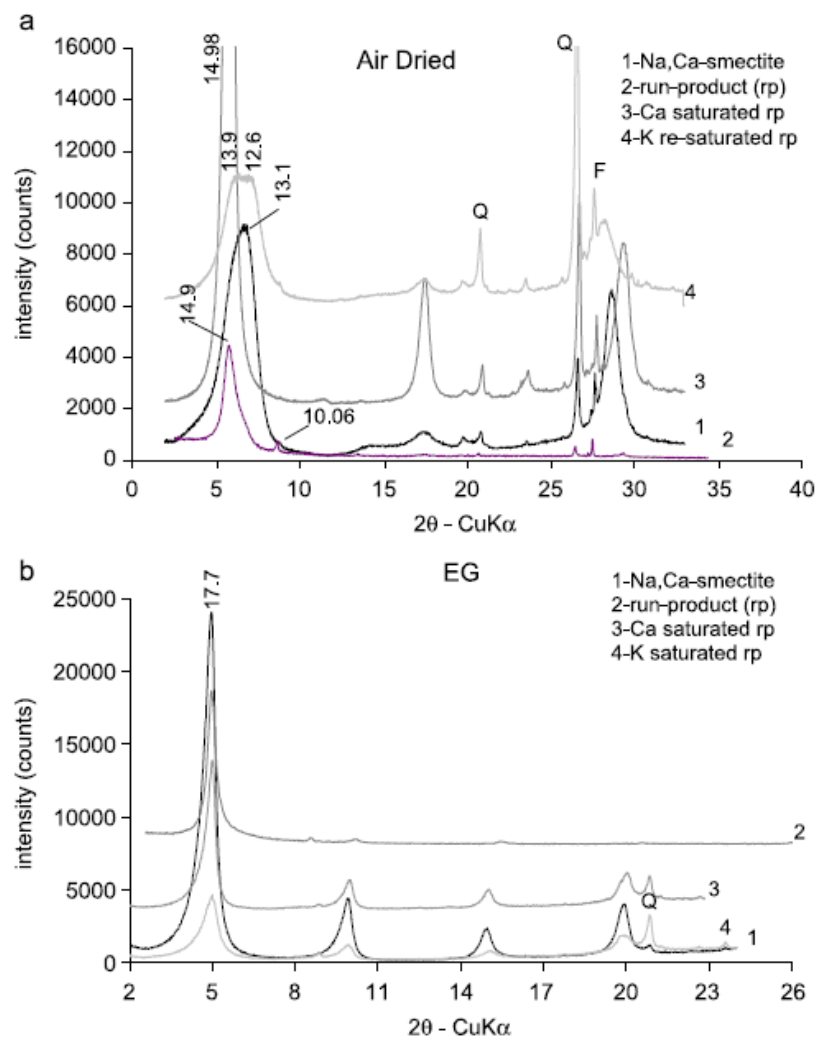 a
Air Dried
1-Na,Ca-smectite
2-run-product (rp)
3-Ca saturated rp
4-K re-saturated rp
intensity (counts)
16000
14000
12000
10000
8000
6000
4000
2000
0
14.98
13.9
12.6
13-1
14.9
10.06
Q
Q
F
4
3
1
2
0 5 10 15 20 25 30 35 40
2θ - CuKα
b
EG
1-Na,Ca-smectite
2-run-product (rp)
3-Ca saturated rp
4-K saturated rp
intensity (counts)
25000
20000
15000
10000
5000
0
17.7
2
3
Q
4
1
2 5 8 11 14 17 20 23 26
2θ - CuKα